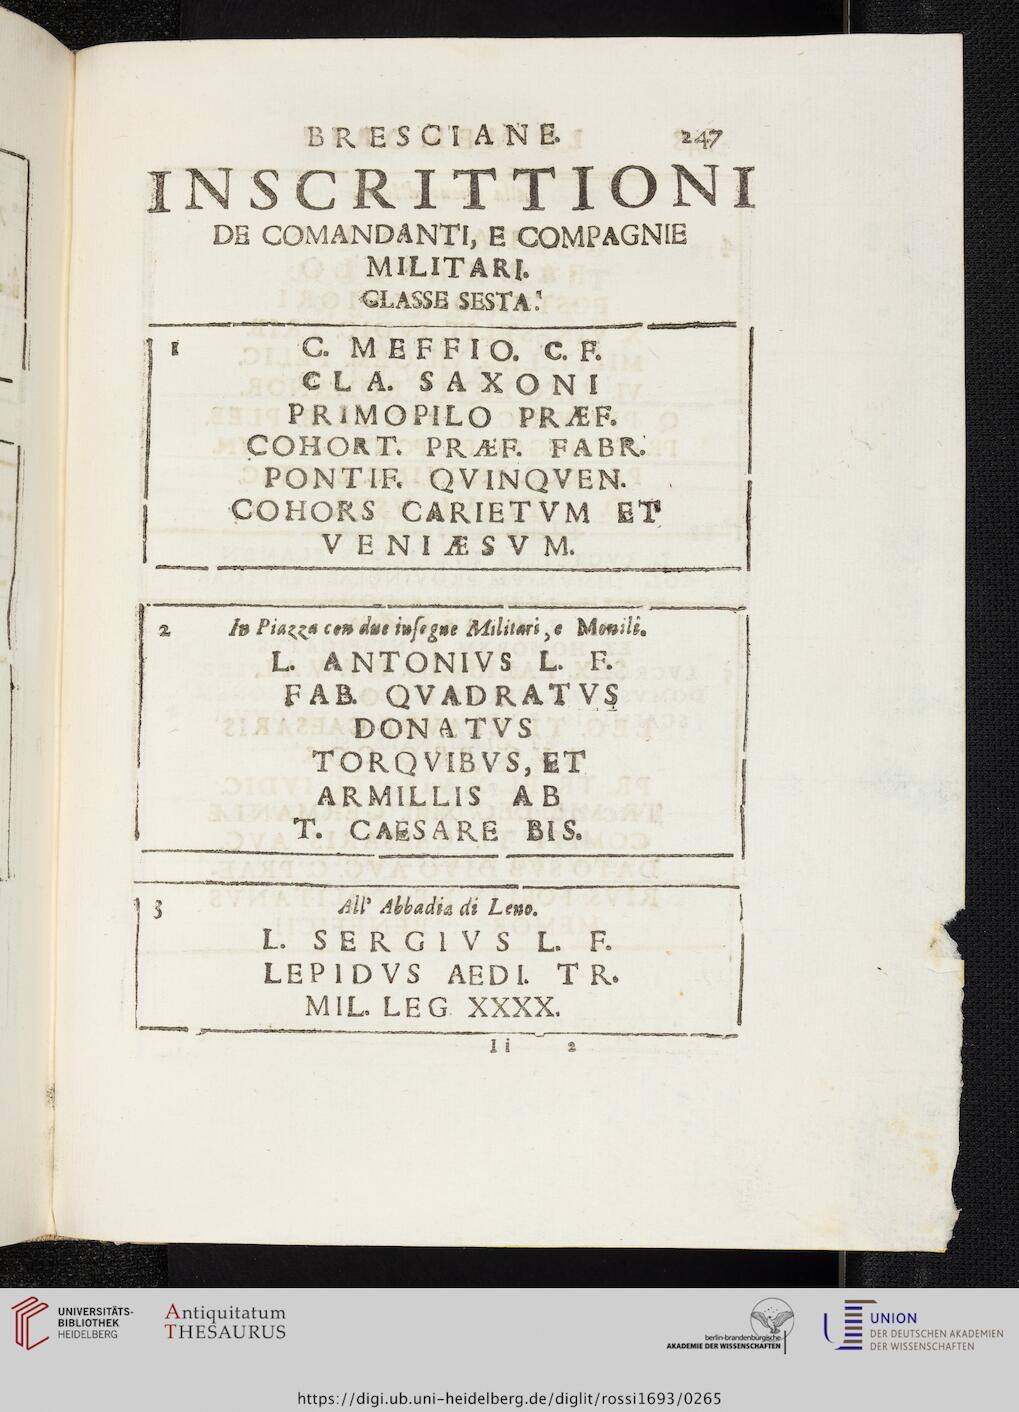 BRESCIANE. 247
INSCRITTIONI
DE COMANDANTI, E COMPAGNIE
MILITARI.
CLASSE SESTA.
1 C. MEFFIO. C. F.
CLA. SAXONI
PRIMOPILO PRÆF.
COHORT. PRÆF. FABR.
PONTIF. QVINQVEN.
COHORS CARIETVM ET
VENIÆSVM.
2 In Piazza con due insegne Militari, e Monili.
L. ANTONIVS L. F.
FAB. QVADRATVS
DONATVS
TORQVIBVS, ET
ARMILLIS AB
T. CAESARE BIS.
3 All' Abbadia di Leno.
L. SERGIVS L. F.
LEPIDVS AEDI. TR.
MIL. LEG XXXX.
Ii 2
UNIVERSITÄTS-
BIBLIOTHEK
HEIDELBERG
Antiquitatum
THESAURUS
berlin-brandenburgische
AKADEMIE DER WISSENSCHAFTEN
UNION
DER DEUTSCHEN AKADEMIEN
DER WISSENSCHAFTEN
https://digi.ub.uni-heidelberg.de/diglit/rossi1693/0265